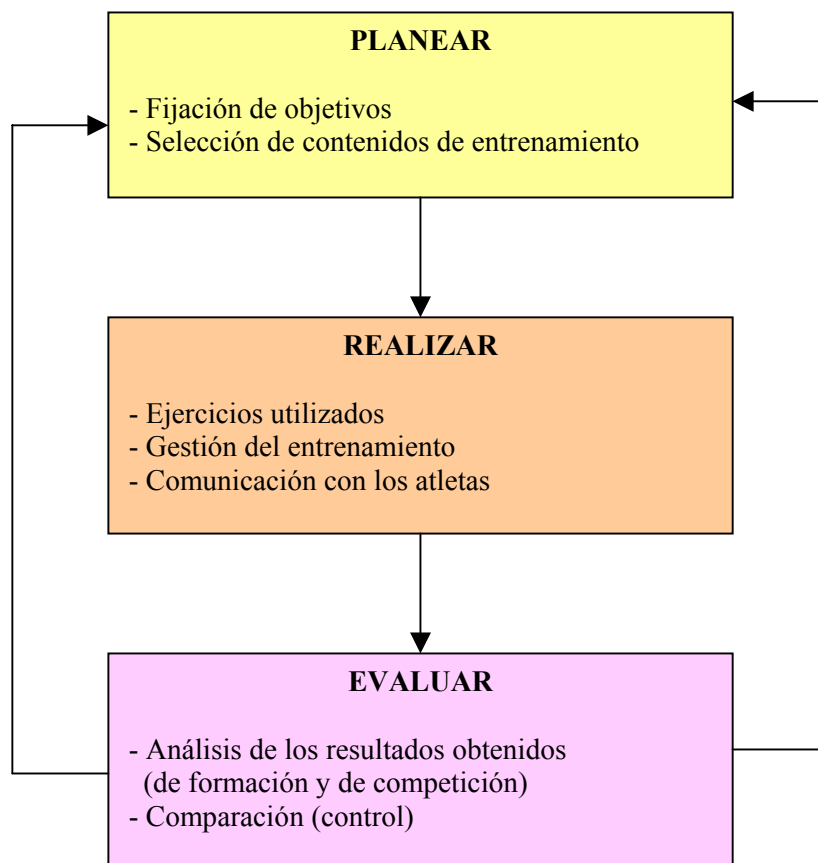 PLANEAR
- Fijación de objetivos
- Selección de contenidos de entrenamiento
REALIZAR
- Ejercicios utilizados
- Gestión del entrenamiento
- Comunicación con los atletas
EVALUAR
- Análisis de los resultados obtenidos
(de formación y de competición)
- Comparación (control)